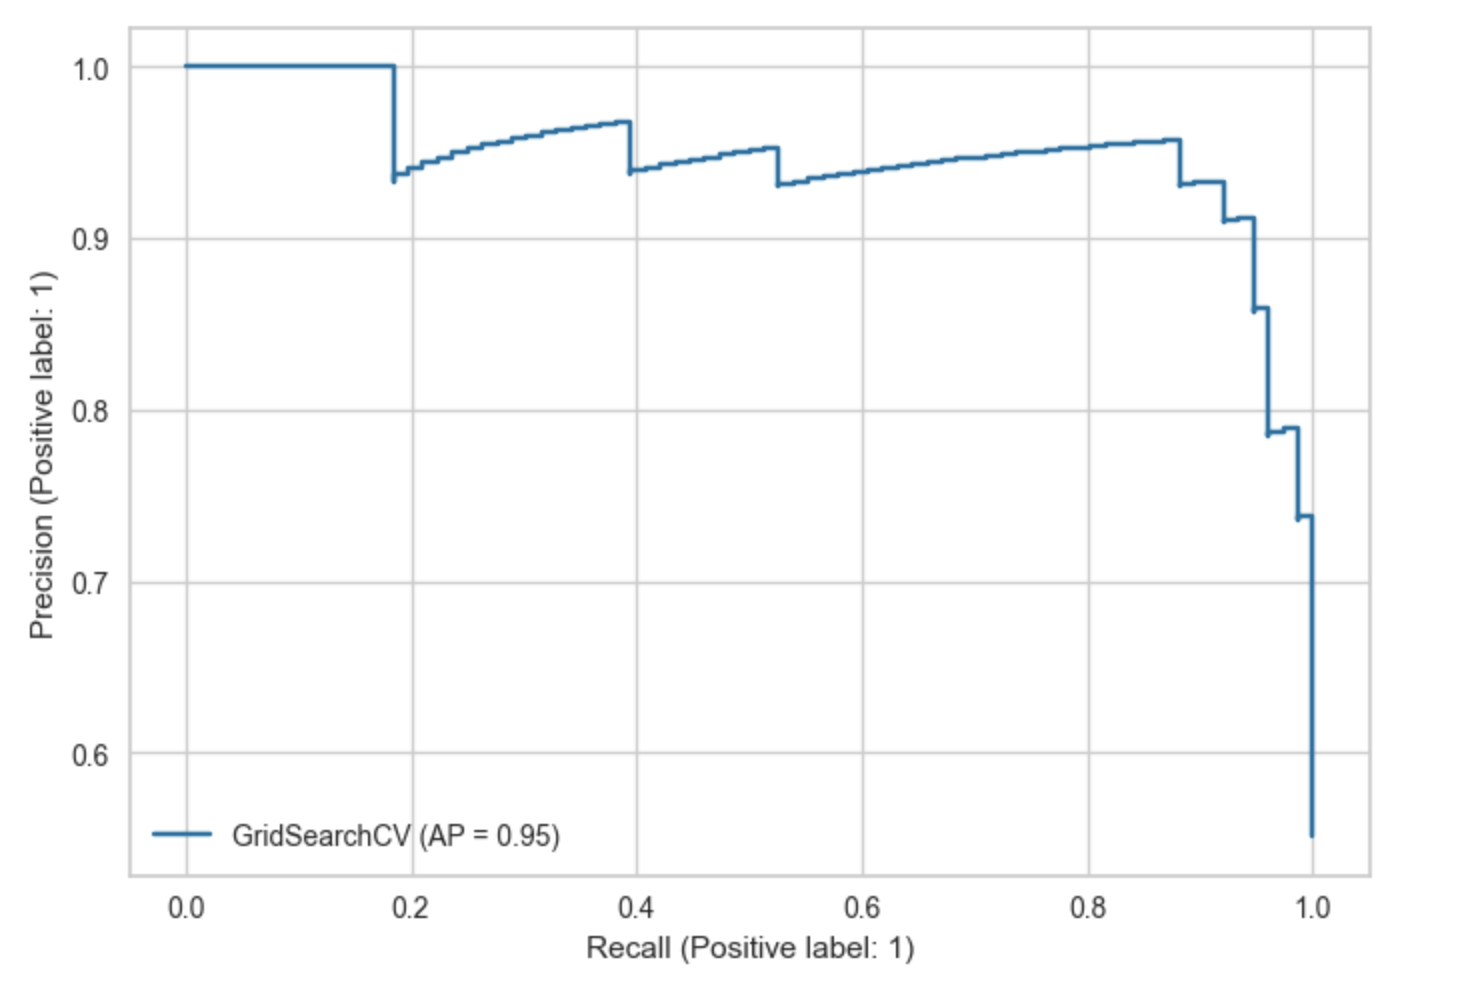 1.0
0.9
0.8
0.7
0.6
Precision (Positive label: 1)
GridSearchCV (AP = 0.95)
0.0 0.2 0.4 0.6 0.8 1.0
Recall (Positive label: 1)